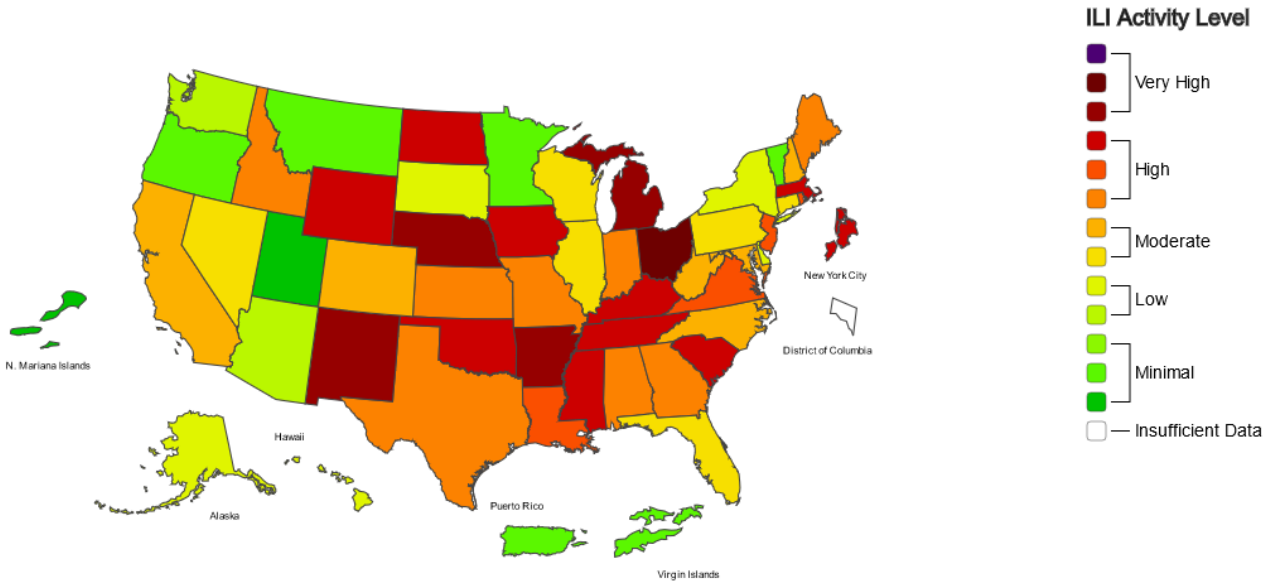 ILI Activity Level
Very High
High
Moderate
Low
Minimal
Insufficient Data
New York City
District of Columbia
N. Mariana Islands
Hawaii
Alaska
Puerto Rico
Virgin Islands